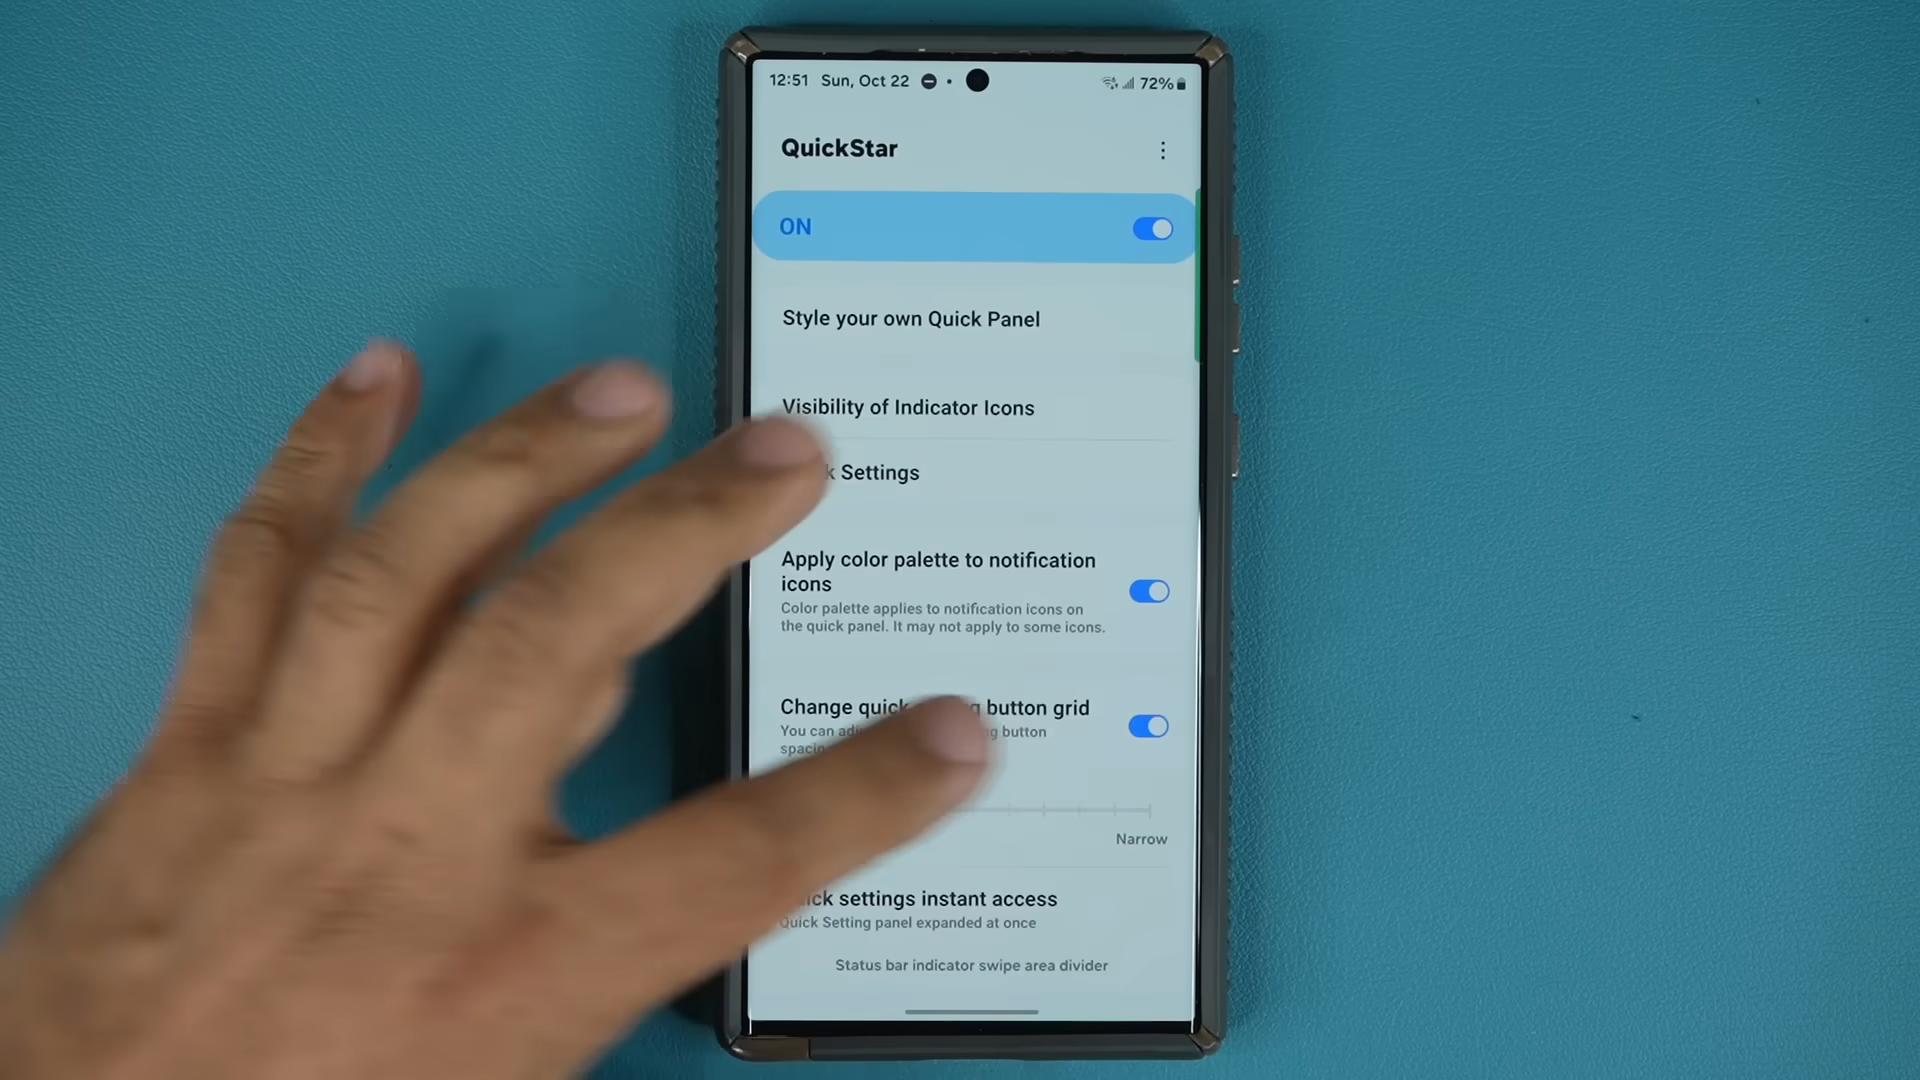 12:51 Sun, Oct 22
72%
QuickStar
ON
Style your own Quick Panel
Visibility of Indicator Icons
Settings
Apply color palette to notification
icons
Color palette applies to notification icons on
the quick panel. It may not apply to some icons.
Change quick button grid
You can button
Narrow
settings instant access
Quick Setting panel expanded at once
Status bar indicator swipe area divider